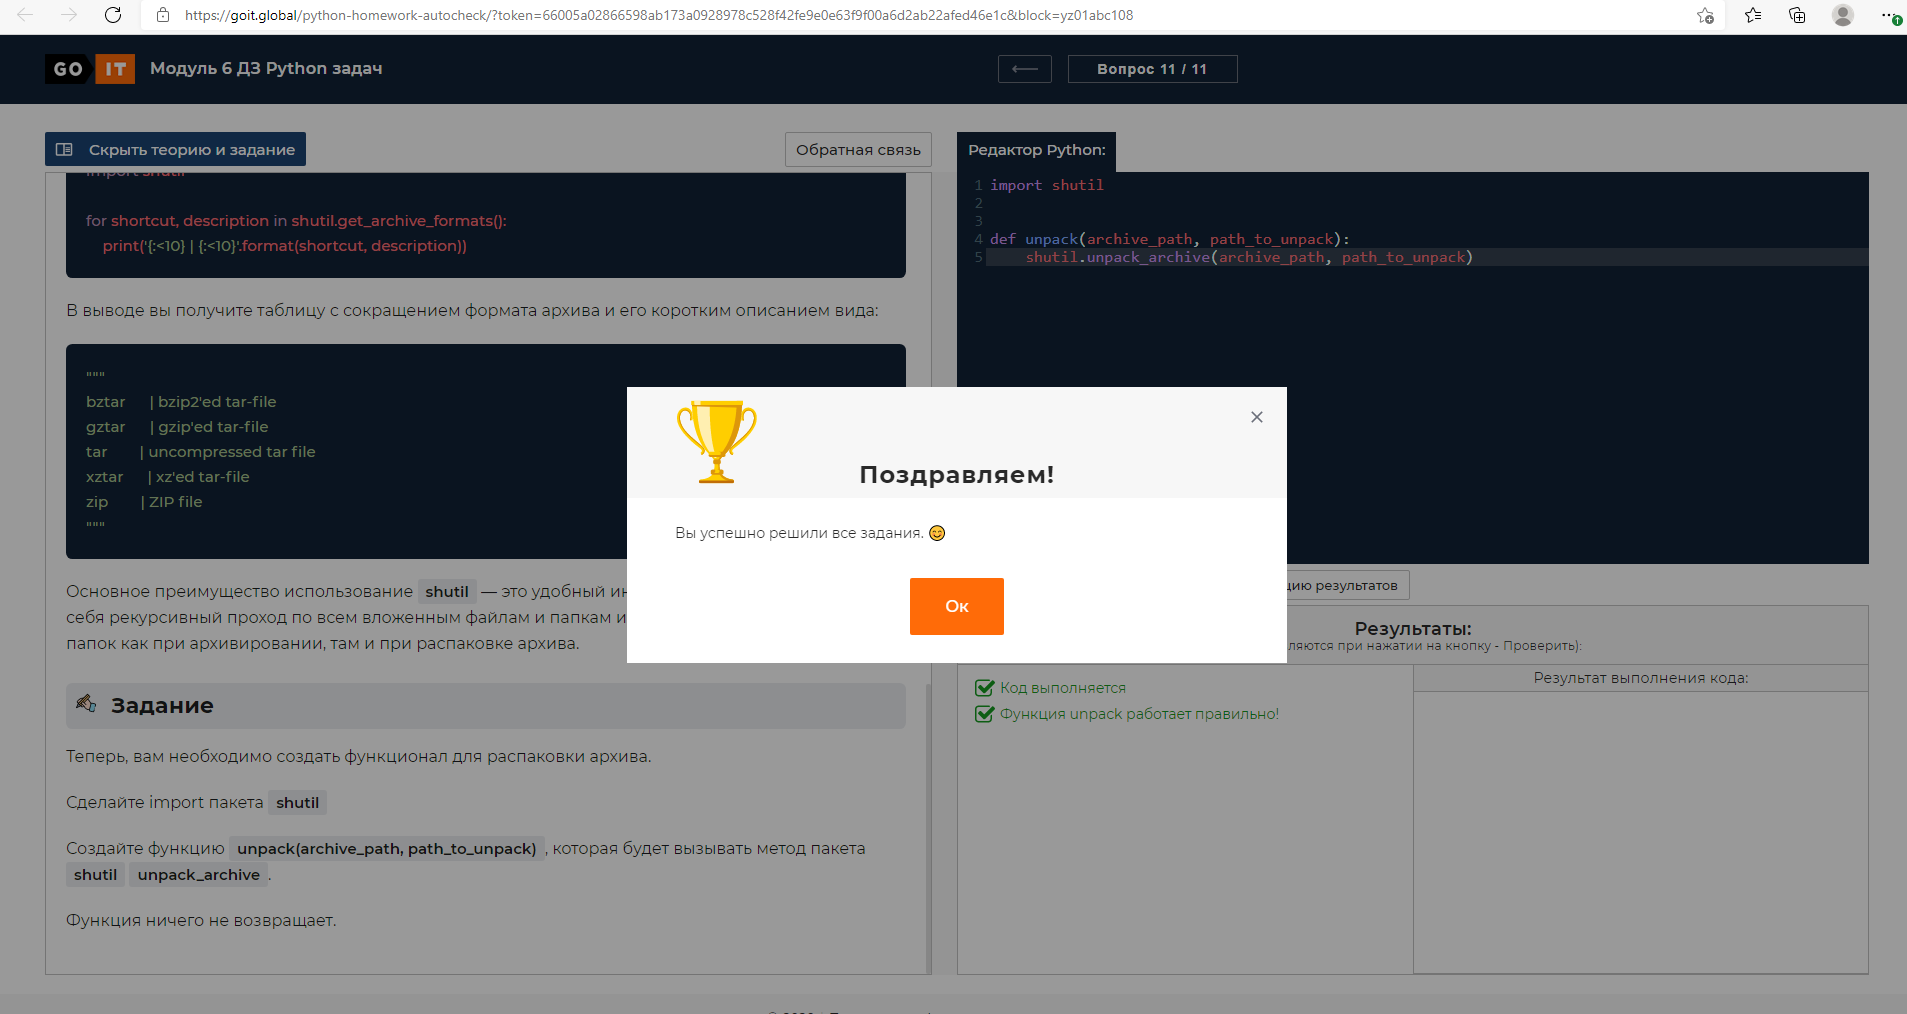 https://goit.global/python-homework-autocheck/?token=66005a02866598ab173a0928978c528f42fe9e0e63f9f00a6d2ab22afed46e1c&block=yz01abc108
GO IT Модуль 6 ДЗ Python задач
Вопрос 11 / 11
Скрыть теорию и задание
Обратная связь
import shutil
for shortcut, description in shutil.get_archive_formats():
print('{:<10} | {:<10}'.format(shortcut, description))
В выводе вы получите таблицу с сокращением формата архива и его коротким описанием вида:
"""
bztar | bzip2'ed tar-file
gztar | gzip'ed tar-file
tar | uncompressed tar file
xztar | xz'ed tar-file
zip | ZIP file
"""
Основное преимущество использование shutil — это удобный ин
себя рекурсивный проход по всем вложенным файлам и папкам и
папок как при архивировании, там и при распаковке архива.
Задание
Теперь, вам необходимо создать функционал для распаковки архива.
Сделайте import пакета shutil
Создайте функцию unpack(archive_path, path_to_unpack) , которая будет вызывать метод пакета
shutil unpack_archive .
Функция ничего не возвращает.
Редактор Python:
1 import shutil
2
3
4 def unpack(archive_path, path_to_unpack):
5 shutil.unpack_archive(archive_path, path_to_unpack)
Поздравляем!
Вы успешно решили все задания. 😊
Ок
цию результатов
Результаты:
ляются при нажатии на кнопку - Проверить):
Код выполняется
Функция unpack работает правильно!
Результат выполнения кода: